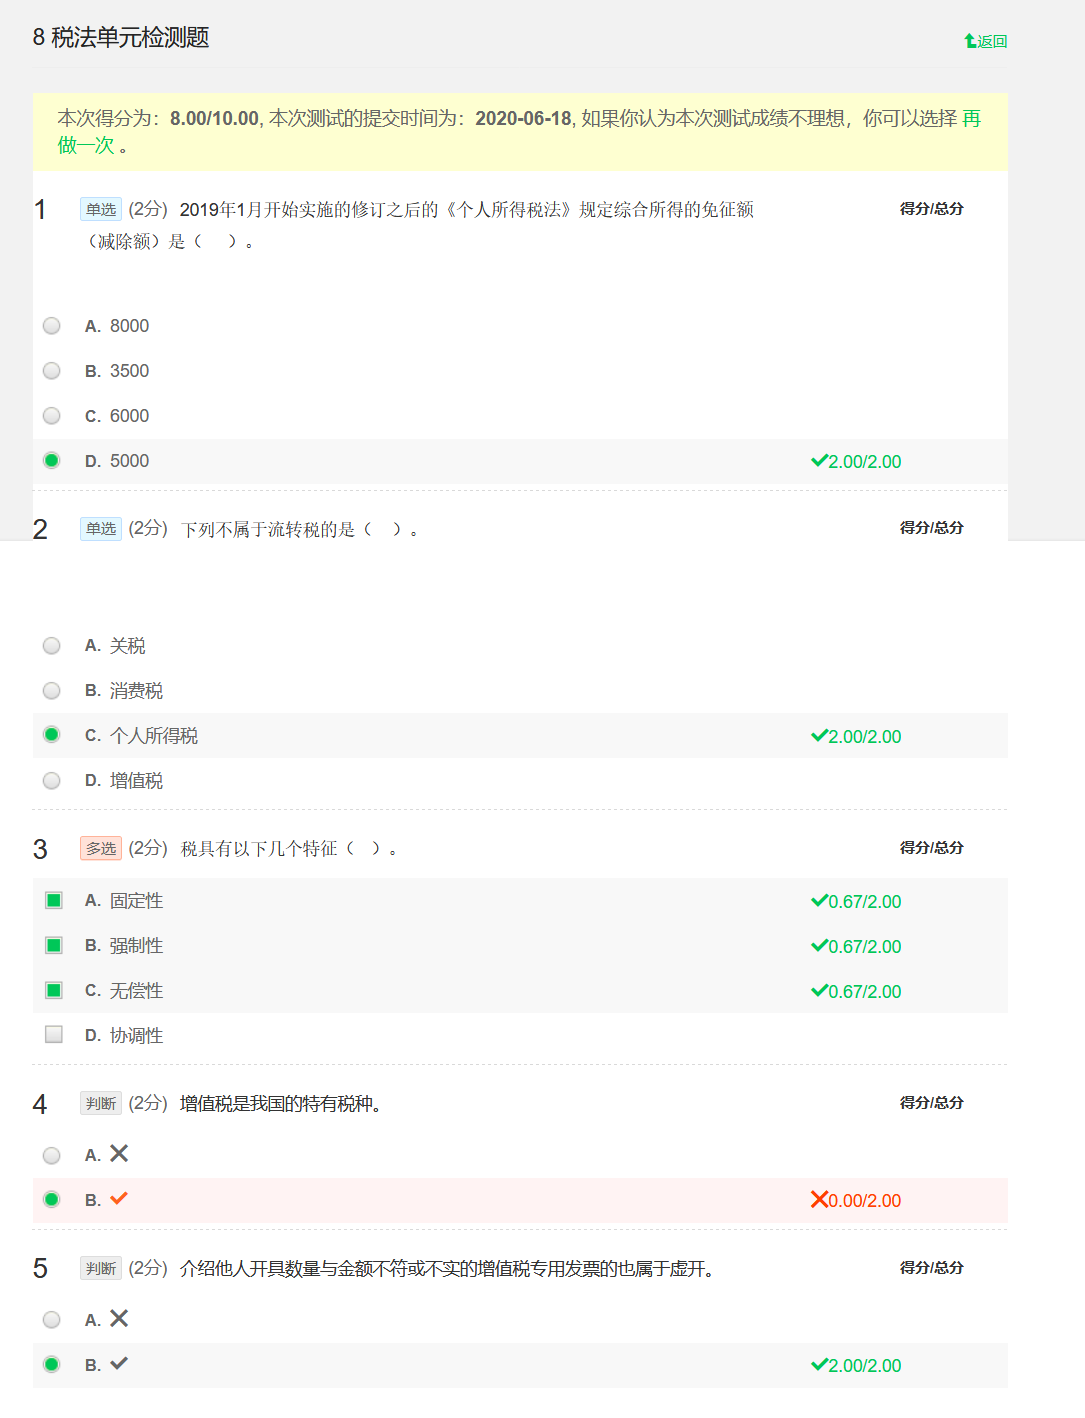 8 税法单元检测题
返回
本次得分为：8.00/10.00, 本次测试的提交时间为：2020-06-18, 如果你认为本次测试成绩不理想，你可以选择 再
做一次 。
1 单选 (2分) 2019年1月开始实施的修订之后的《个人所得税法》规定综合所得的免征额 得分/总分
（减除额）是（ ）。
A. 8000
B. 3500
C. 6000
D. 5000 2.00/2.00
2 单选 (2分) 下列不属于流转税的是（ ）。 得分/总分
A. 关税
B. 消费税
C. 个人所得税 2.00/2.00
D. 增值税
3 多选 (2分) 税具有以下几个特征（ ）。 得分/总分
A. 固定性 0.67/2.00
B. 强制性 0.67/2.00
C. 无偿性 0.67/2.00
D. 协调性
4 判断 (2分) 增值税是我国的特有税种。 得分/总分
A.
B. 0.00/2.00
5 判断 (2分) 介绍他人开具数量与金额不符或不实的增值税专用发票的也属于虚开。 得分/总分
A.
B. 2.00/2.00